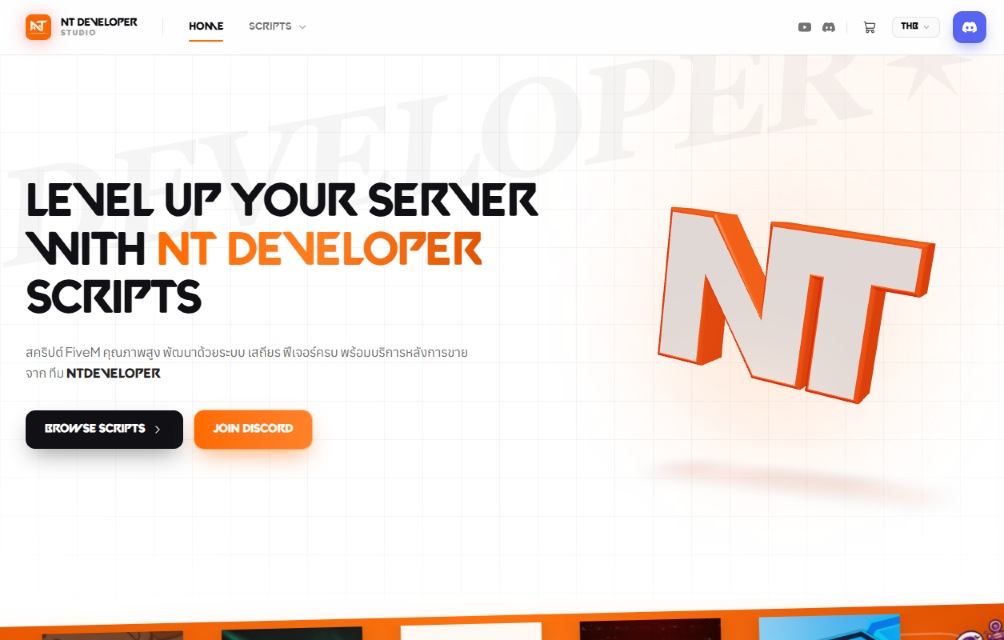 NT
NT DEVELOPER
STUDIO
HOME
SCRIPTS
THB
DEVELOPER
LEVEL UP YOUR SERVER
WITH NT DEVELOPER
SCRIPTS
NT
สคริปต์ FiveM คุณภาพสูง พัฒนาด้วยระบบ เสถียร ฟีเจอร์ครบ พร้อมบริการหลังการขาย
จาก ทีม NTDEVELOPER
BROWSE SCRIPTS
JOIN DISCORD